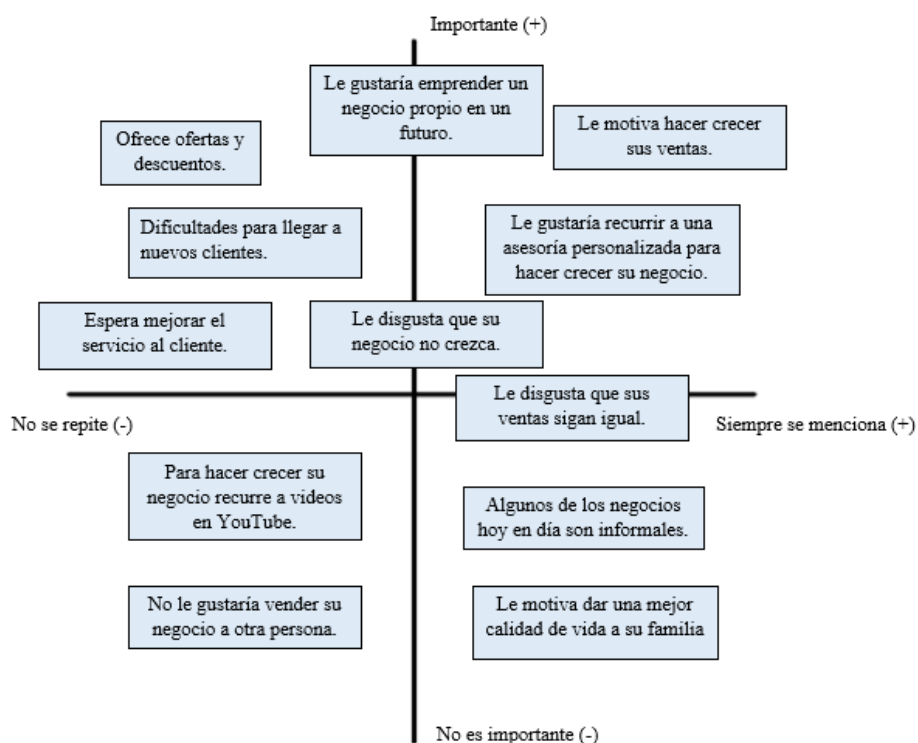 Importante (+)
Le gustaría emprender un
negocio propio en un
futuro.
Ofrece ofertas y
descuentos.
Le motiva hacer crecer
sus ventas.
Dificultades para llegar a
nuevos clientes.
Le gustaría recurrir a una
asesoría personalizada para
hacer crecer su negocio.
Espera mejorar el
servicio al cliente.
Le disgusta que su
negocio no crezca.
Le disgusta que sus
ventas sigan igual.
No se repite (-)
Siempre se menciona (+)
Para hacer crecer su
negocio recurre a videos
en YouTube.
Algunos de los negocios
hoy en día son informales.
No le gustaría vender su
negocio a otra persona.
Le motiva dar una mejor
calidad de vida a su familia
No es importante (-)